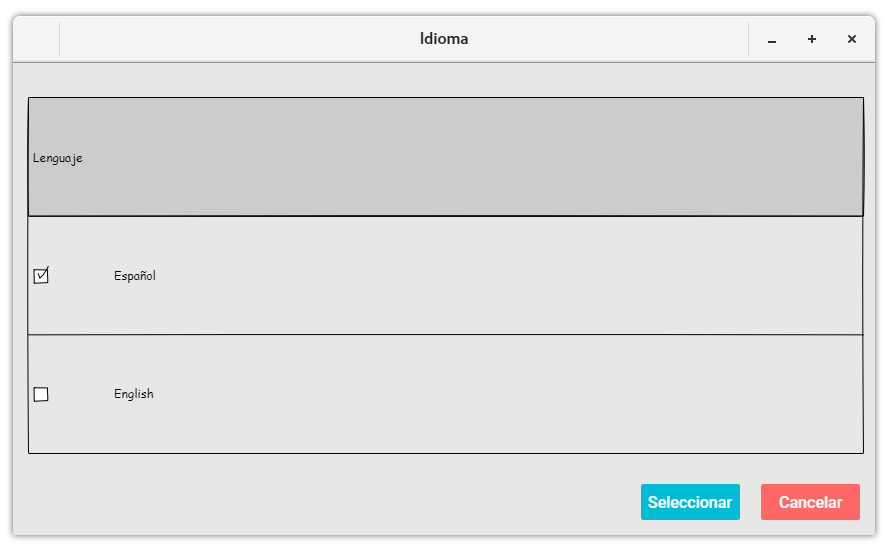 Idioma
Lenguaje
Español
English
Seleccionar
Cancelar